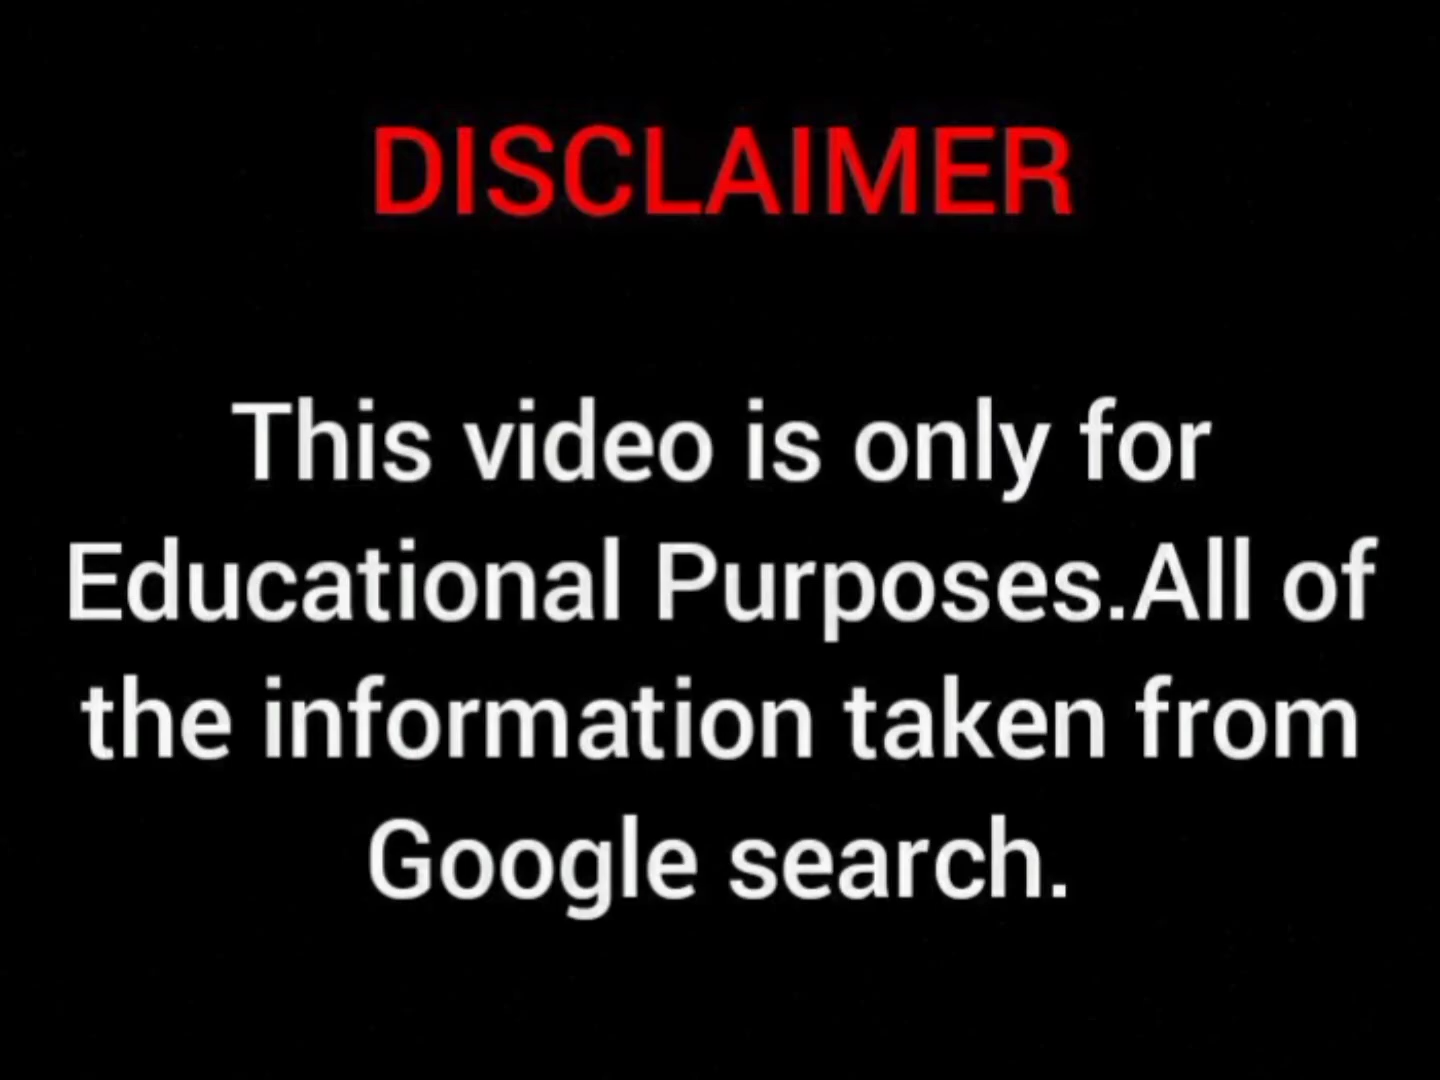 DISCLAIMER
This video is only for
Educational Purposes.All of
the information taken from
Google search.